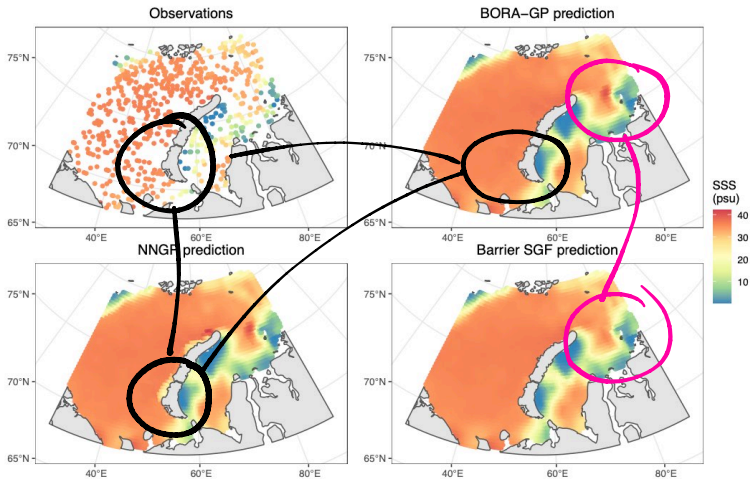 Observations
BORA−GP prediction
75°N
70°N
65°N
40°E
60°E
80°E
75°N
70°N
65°N
40°E
60°E
80°E
SSS
(psu)
40
30
20
10
NNGP prediction
Barrier SGF prediction
75°N
70°N
65°N
40°E
60°E
80°E
75°N
70°N
65°N
40°E
60°E
80°E